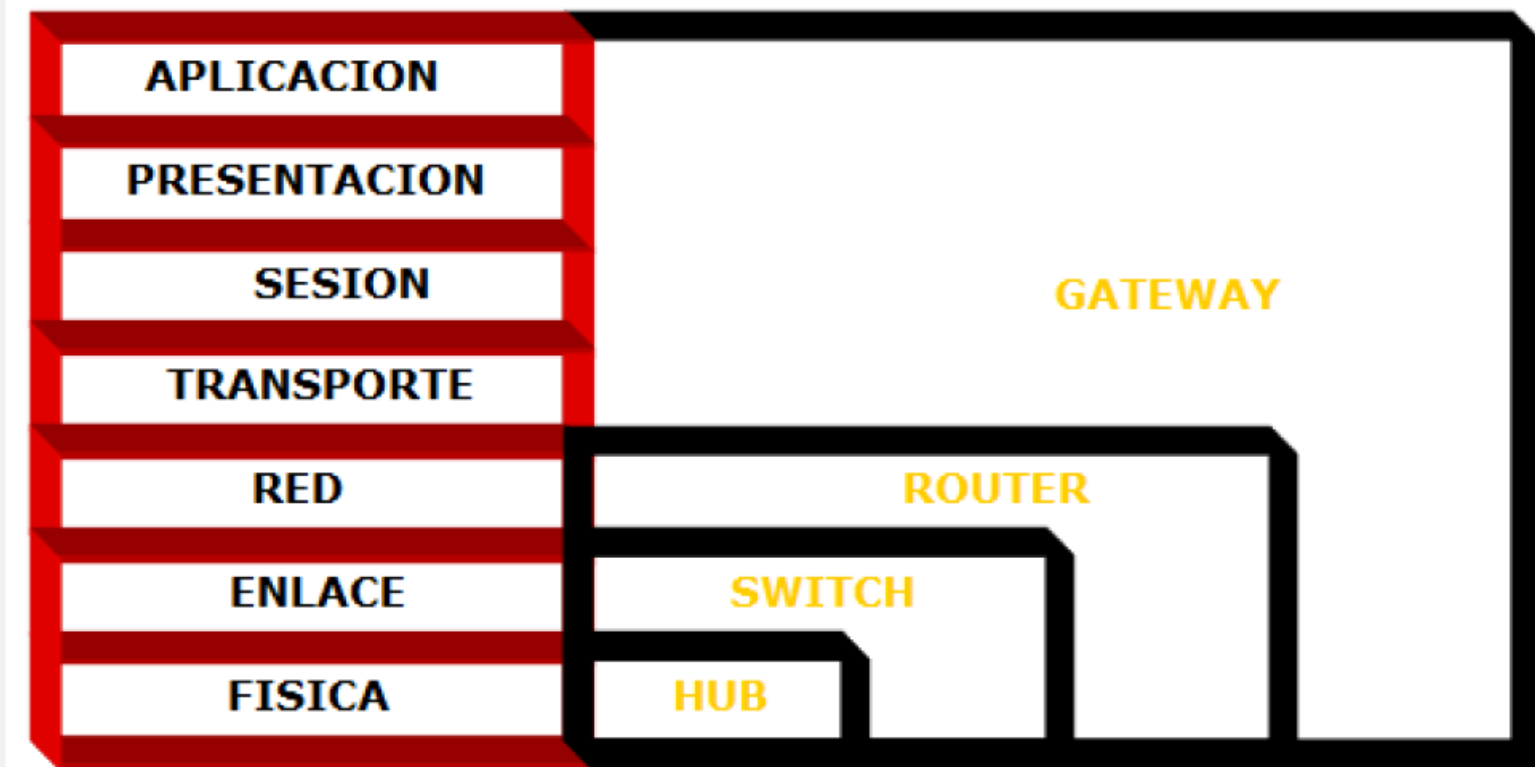 APLICACION
PRESENTACION
SESION
GATEWAY
TRANSPORTE
RED
ROUTER
ENLACE
SWITCH
FISICA
HUB